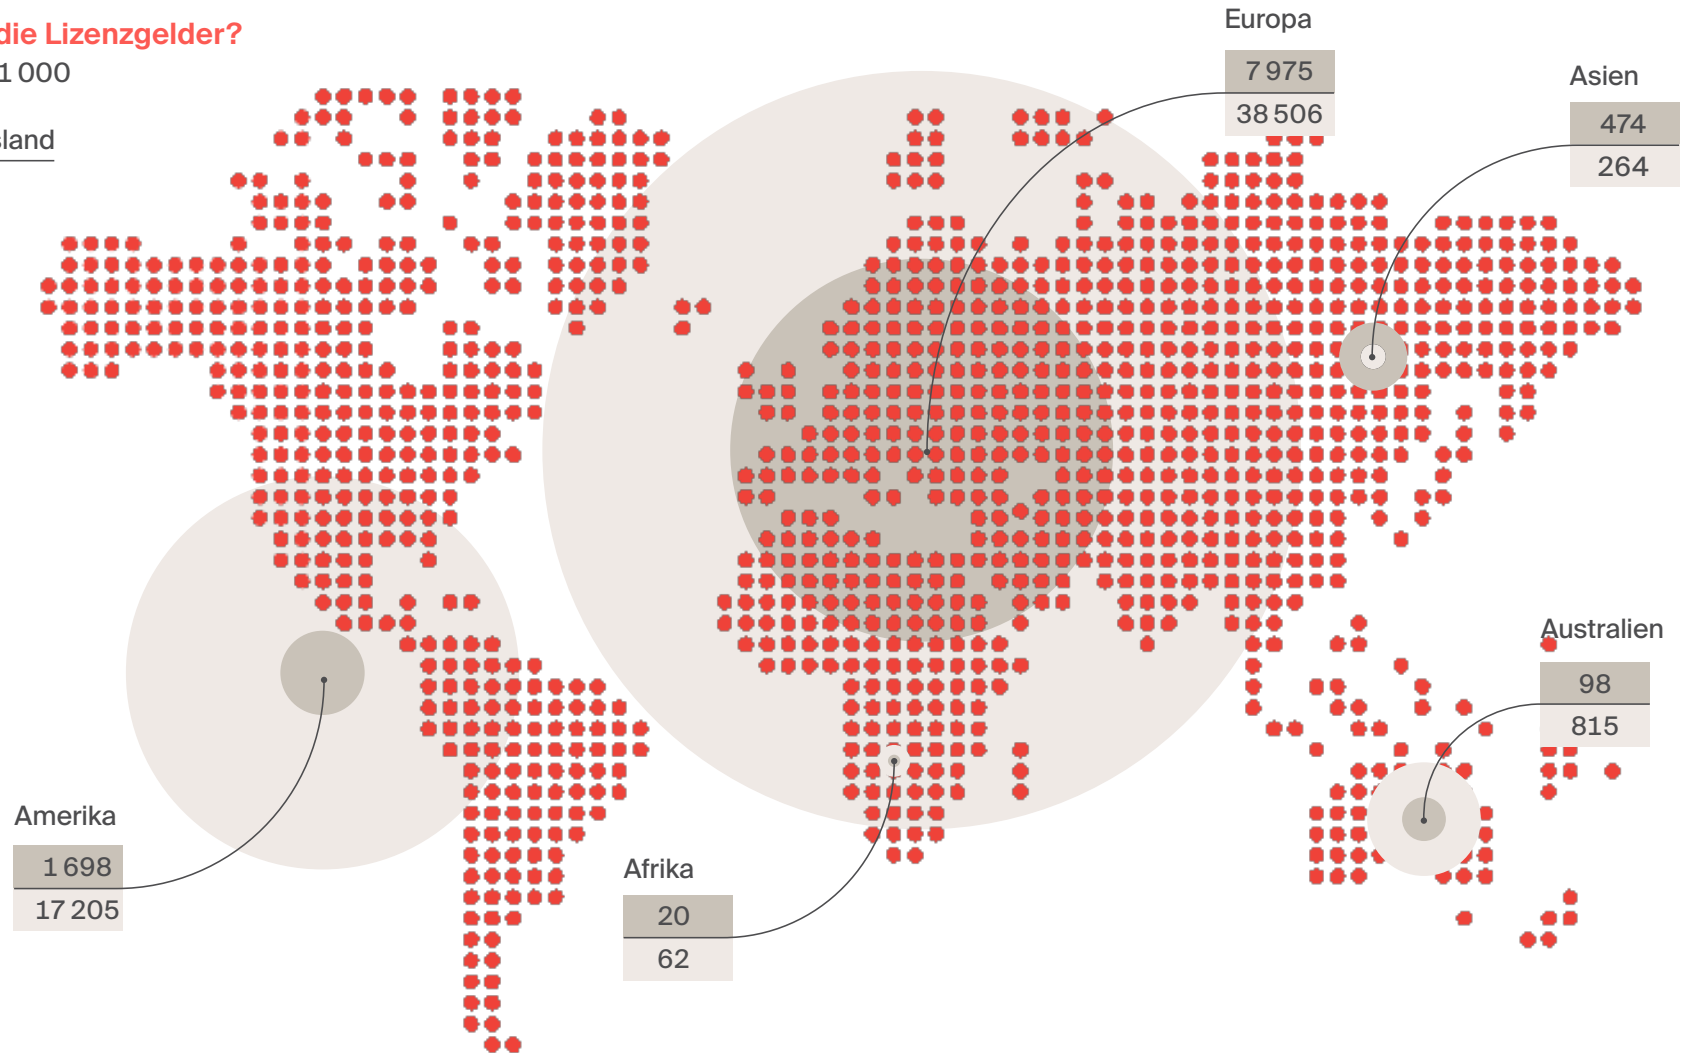 die Lizenzgelder?
1 000
land
Europa
7 975
38 506
Asien
474
264
Australien
98
815
Amerika
1 698
17 205
Afrika
20
62